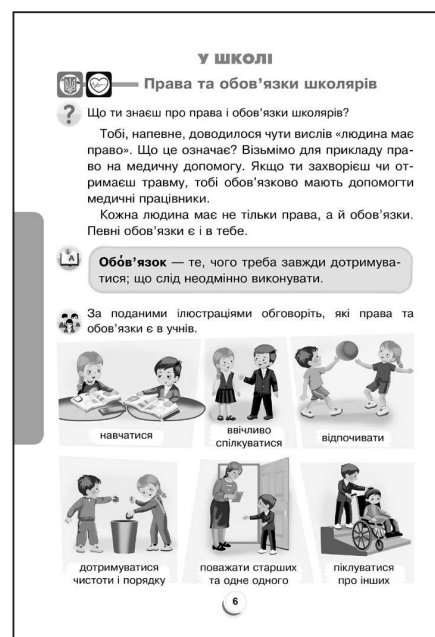 У ШКОЛІ
Права та обов’язки школярів
? Що ти знаєш про права і обов’язки школярів?
Тобі, напевне, доводилося чути вислів «людина має
право». Що це означає? Візьмімо для прикладу пра-
во на медичну допомогу. Якщо ти захворієш чи от-
римаєш травму, тобі обов’язково мають допомогти
медичні працівники.
Кожна людина має не тільки права, а й обов’язки.
Певні обов’язки є і в тебе.
Обо́в’язок — те, чого треба завжди дотримува-
тися; що слід неодмінно виконувати.
За поданими ілюстраціями обговоріть, які права та
обов’язки є в учнів.
навчатися
ввічливо
спілкуватися
відпочивати
дотримуватися
чистоти і порядку
поважати старших
та одне одного
піклуватися
про інших
6